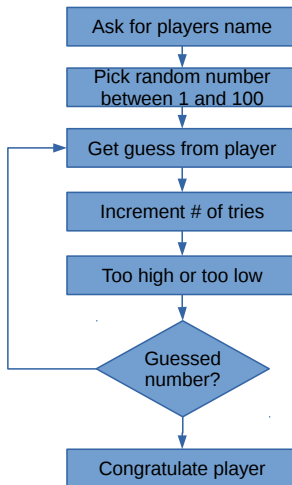 Ask for players name
Pick random number
between 1 and 100
Get guess from player
Increment # of tries
Too high or too low
Guessed
number?
Congratulate player